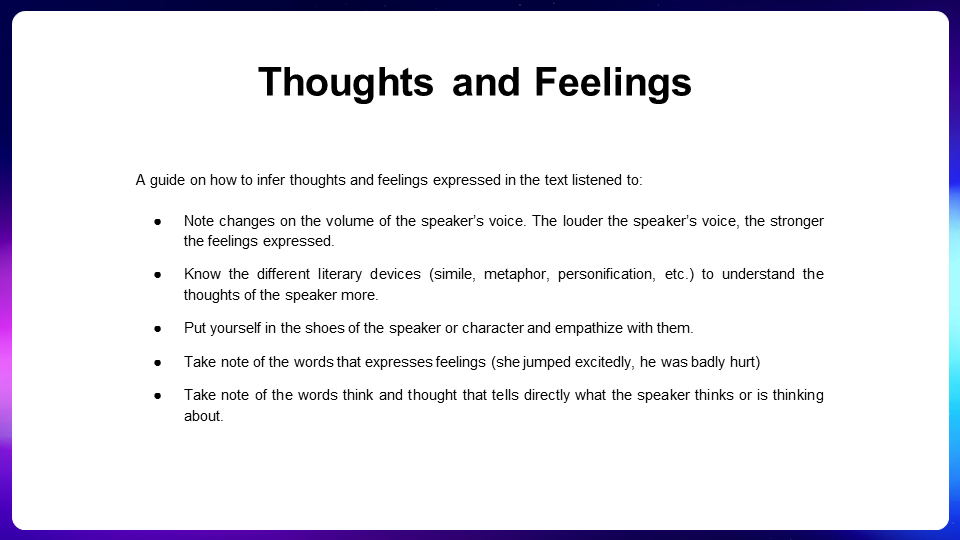 Thoughts and Feelings
A guide on how to infer thoughts and feelings expressed in the text listened to:
● Note changes on the volume of the speaker’s voice. The louder the speaker’s voice, the stronger
the feelings expressed.
● Know the different literary devices (simile, metaphor, personification, etc.) to understand the
thoughts of the speaker more.
● Put yourself in the shoes of the speaker or character and empathize with them.
● Take note of the words that expresses feelings (she jumped excitedly, he was badly hurt)
● Take note of the words think and thought that tells directly what the speaker thinks or is thinking
about.